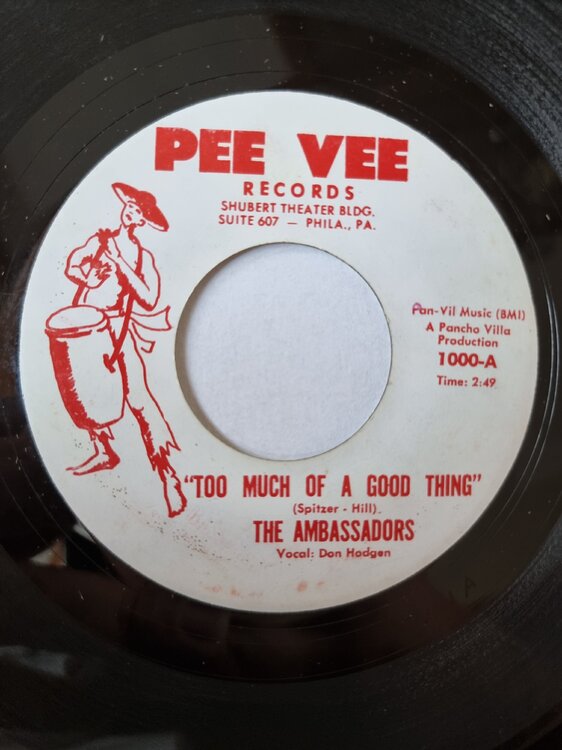 PEE VEE
RECORDS
SHUBERT THEATER BLDG.
SUITE 607 — PHILA., PA.
Pan-Vil Music (BMI)
A Pancho Villa
Production
1000-A
Time: 2:49
"TOO MUCH OF A GOOD THING"
(Spitzer - Hill)
THE AMBASSADORS
Vocal: Don Hodgen